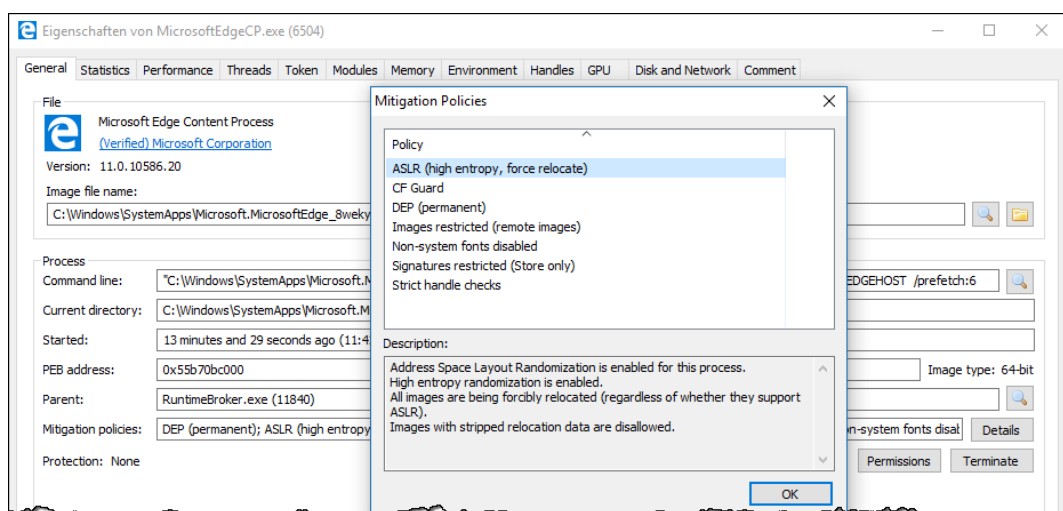 Eigenschaften von MicrosoftEdgeCP.exe (6504)
General Statistics Performance Threads Token Modules Memory Environment Handles GPU Disk and Network Comment
File
Microsoft Edge Content Process
(Verified) Microsoft Corporation
Version: 11.0.10586.20
Image file name:
C:\Windows\SystemApps\Microsoft.MicrosoftEdge_8weky
Process
Command line: "C:\Windows\SystemApps\Microsoft.M
EDGEHOST /prefetch:6
Current directory: C:\Windows\SystemApps\Microsoft.M
Started: 13 minutes and 29 seconds ago (11:4
PEB address: 0x55b70bc000
Image type: 64-bit
Parent: RuntimeBroker.exe (11840)
Mitigation policies: DEP (permanent); ASLR (high entropy
n-system fonts disab
Details
Protection: None
Permissions
Terminate
Mitigation Policies
Policy
ASLR (high entropy, force relocate)
CF Guard
DEP (permanent)
Images restricted (remote images)
Non-system fonts disabled
Signatures restricted (Store only)
Strict handle checks
Description:
Address Space Layout Randomization is enabled for this process.
High entropy randomization is enabled.
All images are being forcibly relocated (regardless of whether they support
ASLR).
Images with stripped relocation data are disallowed.
OK